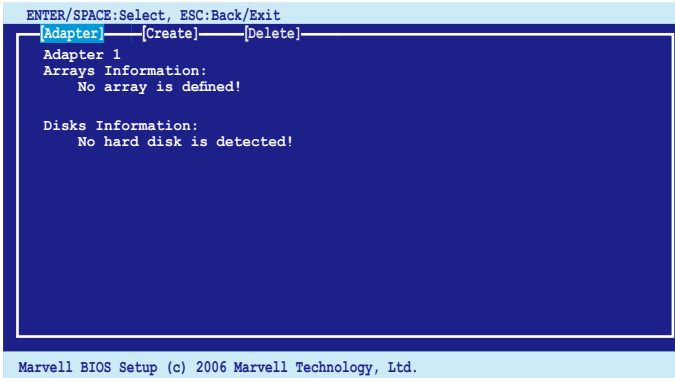 ENTER/SPACE:Select, ESC:Back/Exit
[Adapter] [Create] [Delete]
Adapter 1
Arrays Information:
No array is defined!
Disks Information:
No hard disk is detected!
Marvell BIOS Setup (c) 2006 Marvell Technology, Ltd.